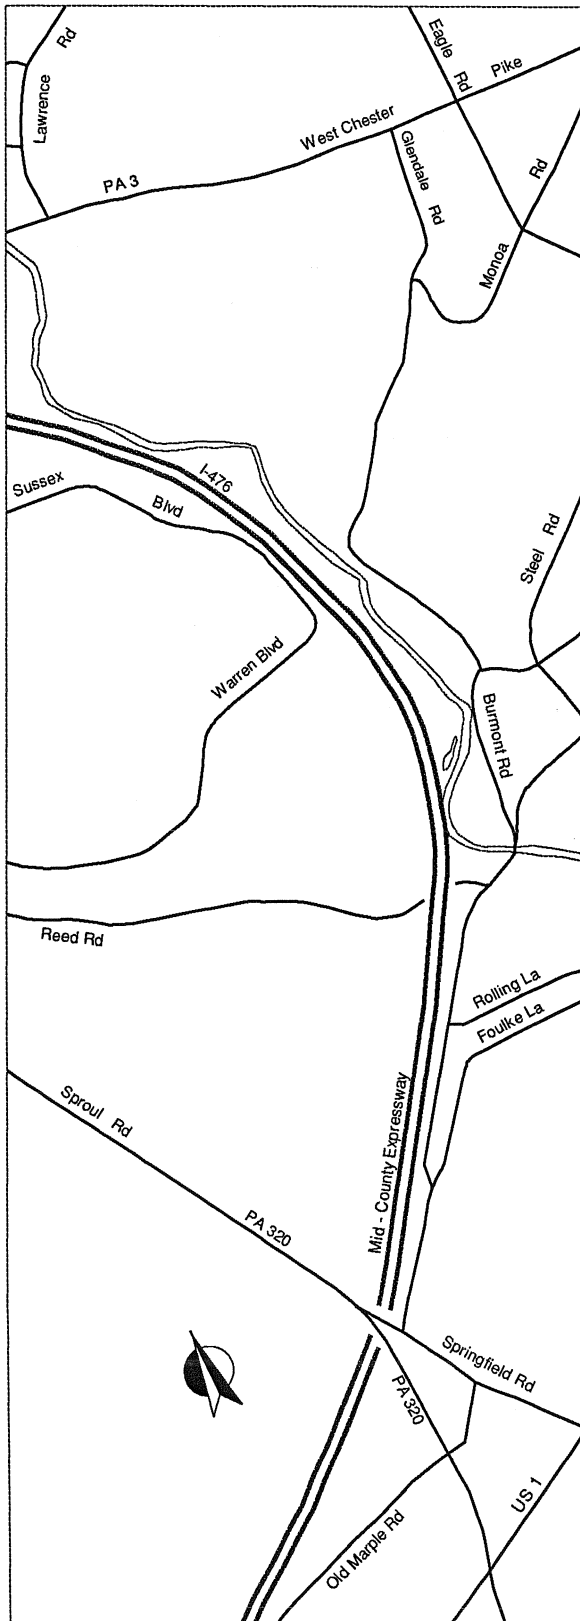 Lawrence Rd
Eagle Rd
Pike
West Chester
PA 3
Glendale Rd
Rd
Monoa
I-476
Sussex
Blvd
Steel Rd
Warren Blvd
Burmont Rd
Reed Rd
Rolling La
Foulke La
Mid - County Expressway
Sproul Rd
PA 320
Springfield Rd
PA 320
US 1
Old Marple Rd